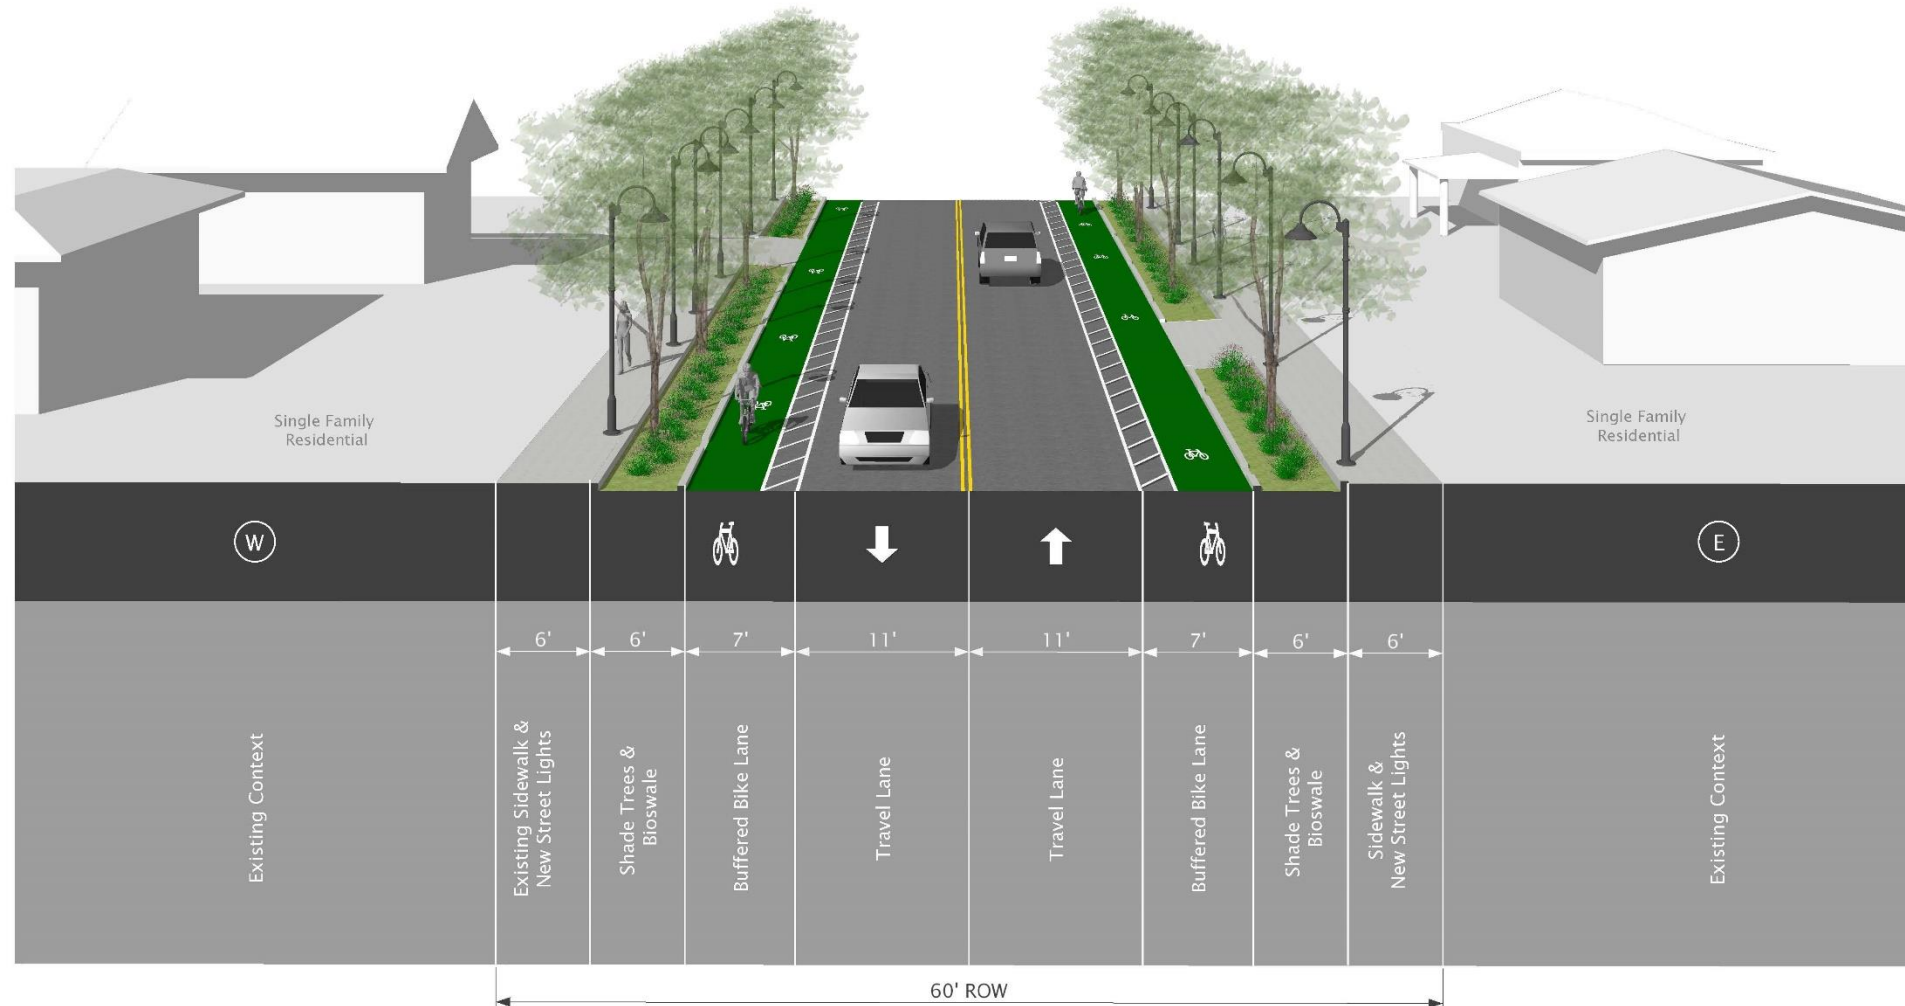 Single Family
Residential
Single Family
Residential
W
E
6'
6'
7'
11'
11'
7'
6'
6'
Existing Context
Existing Sidewalk &
New Street Lights
Shade Trees &
Bioswale
Buffered Bike Lane
Travel Lane
Travel Lane
Buffered Bike Lane
Shade Trees &
Bioswale
Sidewalk &
New Street Lights
Existing Context
60' ROW